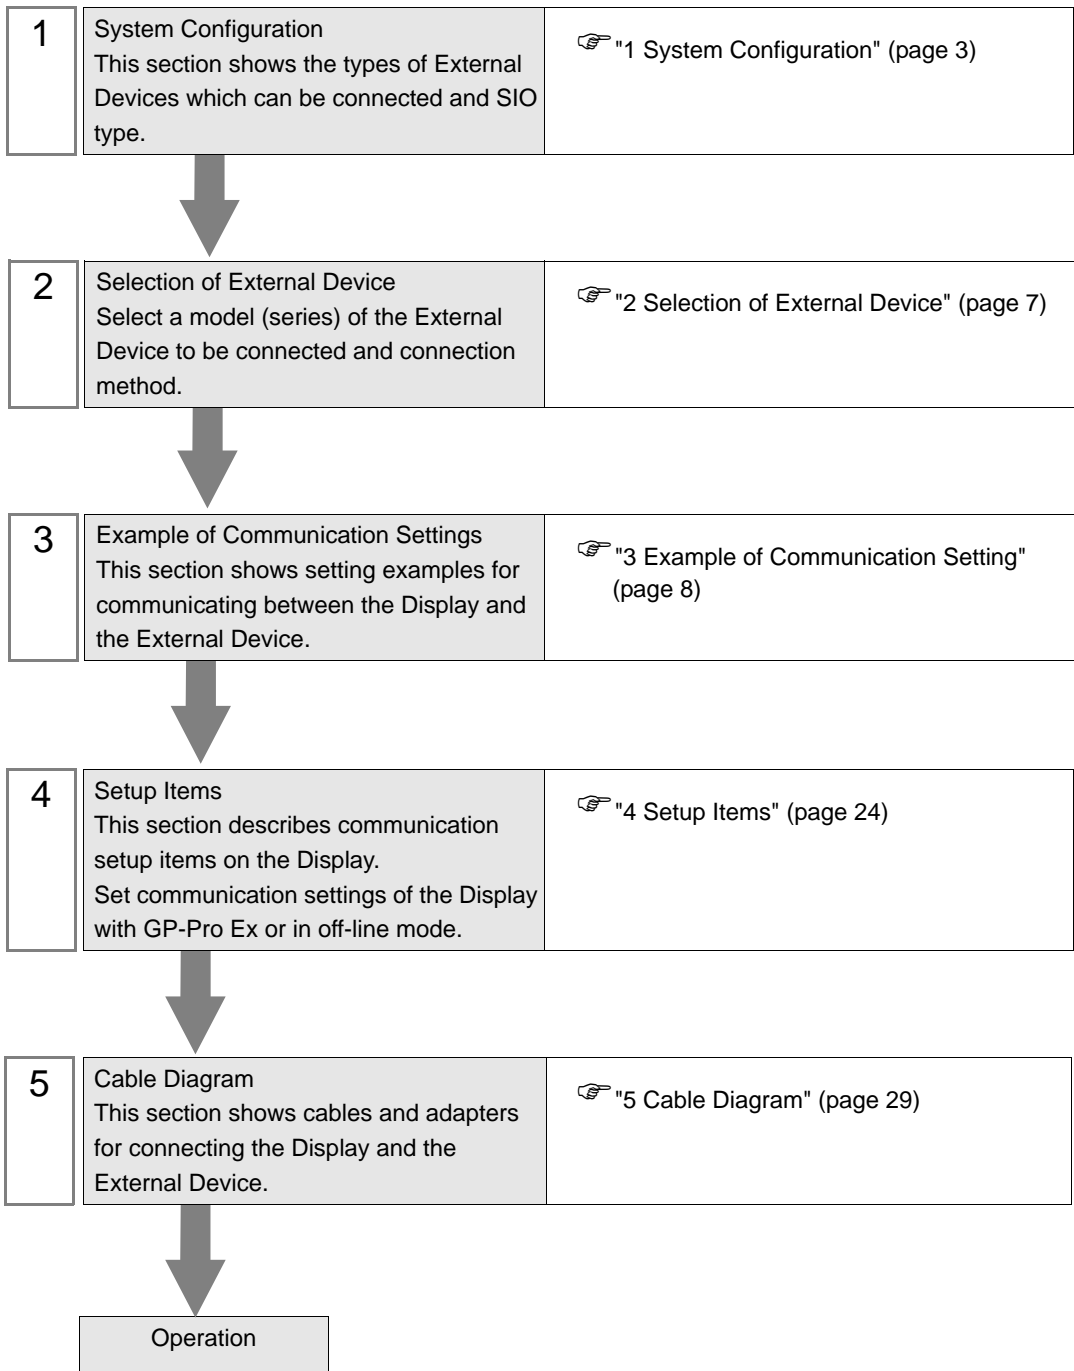 1
System Configuration
This section shows the types of External
Devices which can be connected and SIO
type.
"1 System Configuration" (page 3)
2
Selection of External Device
Select a model (series) of the External
Device to be connected and connection
method.
"2 Selection of External Device" (page 7)
3
Example of Communication Settings
This section shows setting examples for
communicating between the Display and
the External Device.
"3 Example of Communication Setting"
(page 8)
4
Setup Items
This section describes communication
setup items on the Display.
Set communication settings of the Display
with GP-Pro Ex or in off-line mode.
"4 Setup Items" (page 24)
5
Cable Diagram
This section shows cables and adapters
for connecting the Display and the
External Device.
"5 Cable Diagram" (page 29)
Operation